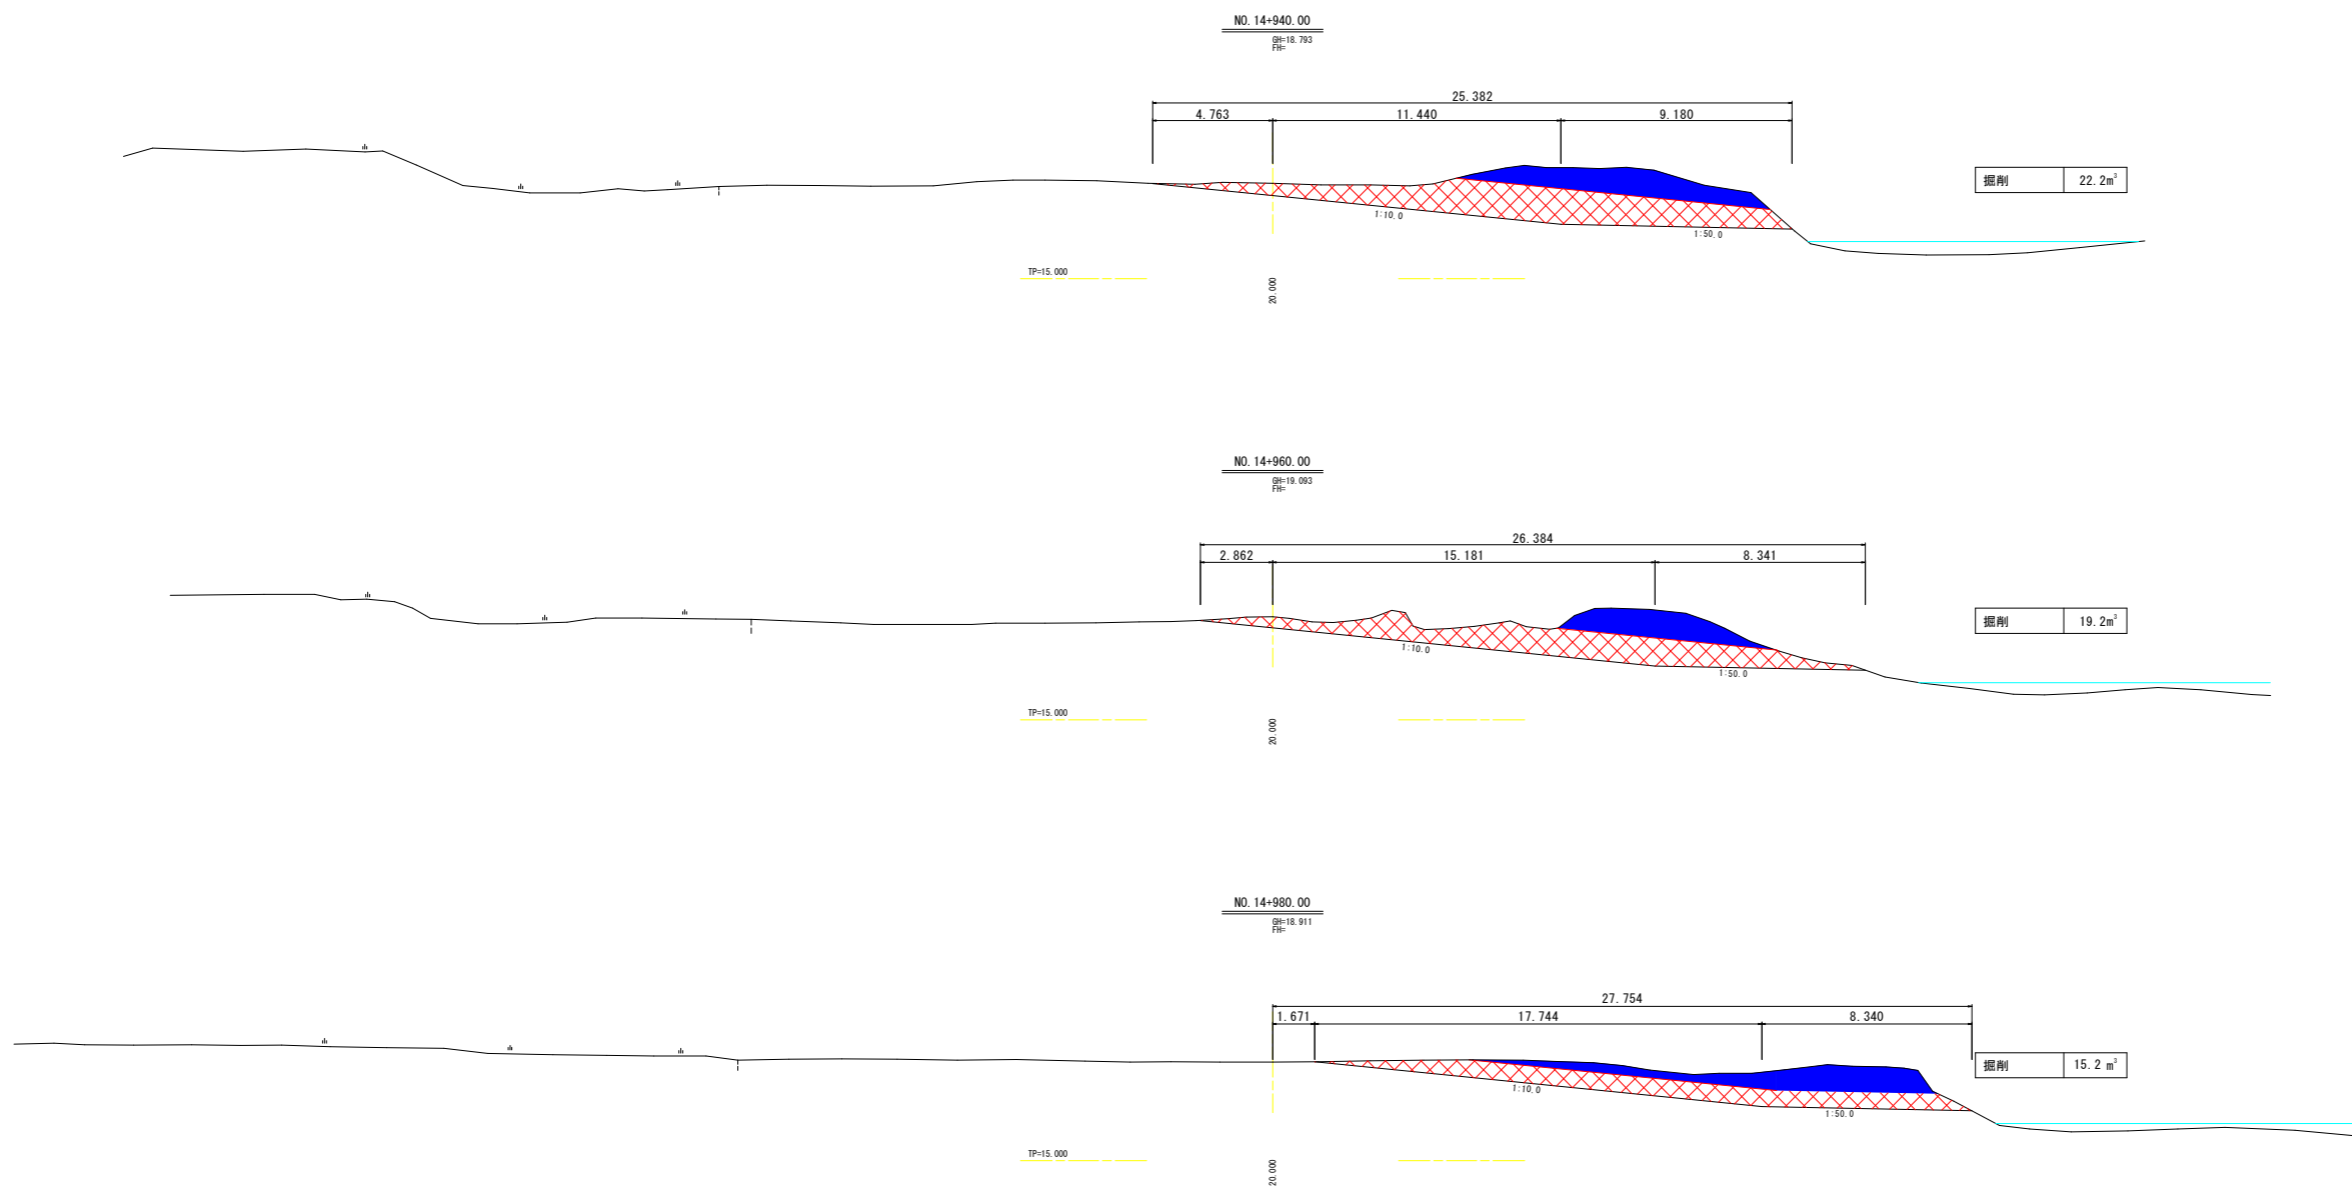 NO.14+940.00
GH=18.793
FH=
25.382
4.763 11.440 9.180
掘削 22.2m³
1:10.0
1:50.0
TP=15.000
20.000
NO.14+960.00
GH=19.093
FH=
26.384
2.862 15.181 8.341
掘削 19.2m³
1:10.0
1:50.0
TP=15.000
20.000
NO.14+980.00
GH=18.911
FH=
27.754
1.671 17.744 8.340
掘削 15.2 m³
1:10.0
1:50.0
TP=15.000
20.000